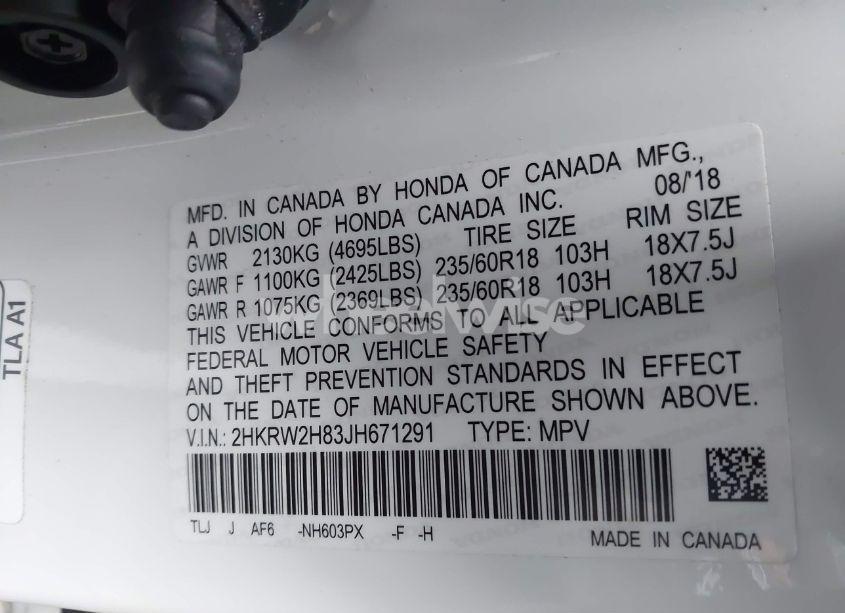 MFD. IN CANADA BY HONDA OF CANADA MFG.,
A DIVISION OF HONDA CANADA INC. 08/'18
GVWR 2130KG (4695LBS) TIRE SIZE RIM SIZE
GAWR F 1100KG (2425LBS) 235/60R18 103H 18X7.5J
GAWR R 1075KG (2369LBS) 235/60R18 103H 18X7.5J
THIS VEHICLE CONFORMS TO ALL APPLICABLE
FEDERAL MOTOR VEHICLE SAFETY
AND THEFT PREVENTION STANDARDS IN EFFECT
ON THE DATE OF MANUFACTURE SHOWN ABOVE.
V.I.N.: 2HKRW2H83JH671291 TYPE: MPV
TLJ J AF6 -NH603PX -F -H
MADE IN CANADA
TLA A1